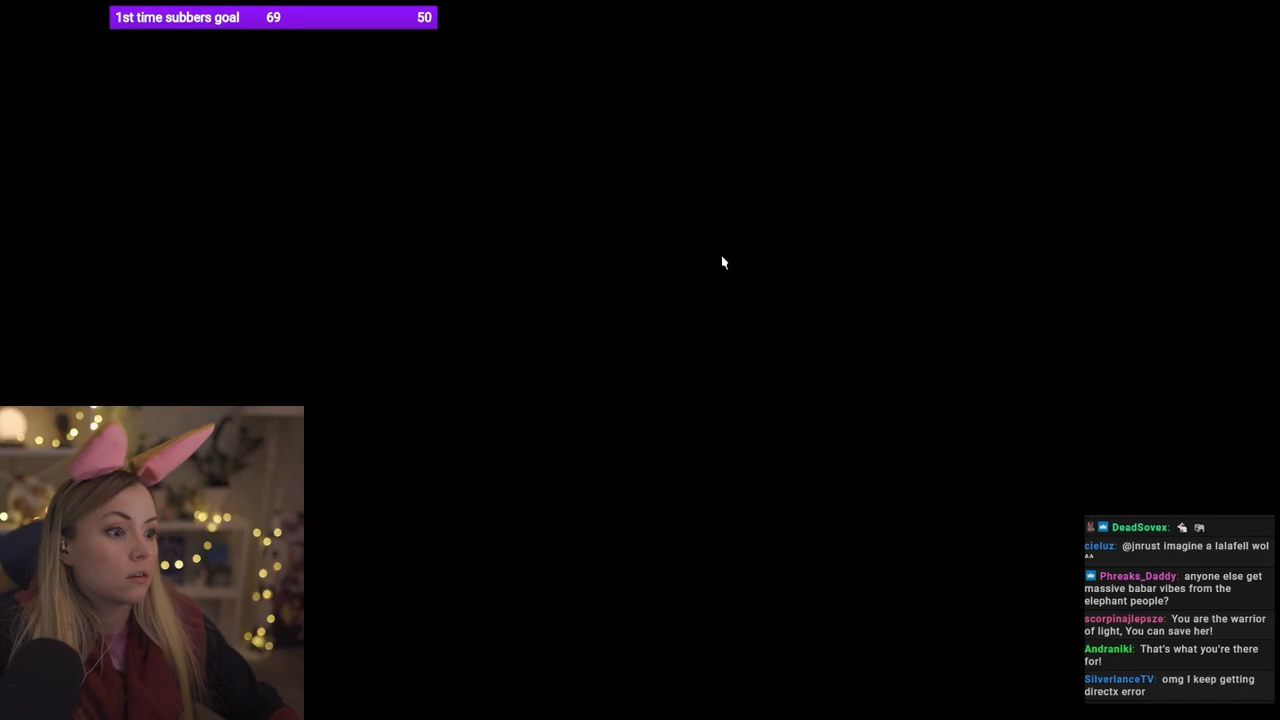 1st time subbers goal 69 50
DeadSovex:
cieluz: @jnrust imagine a lalafell wol
^^
Phreaks_Daddy: anyone else get
massive babar vibes from the
elephant people?
scorpinajlepsze: You are the warrior
of light, You can save her!
Andraniki: That's what you're there
for!
SilverlanceTV: omg I keep getting
directx error